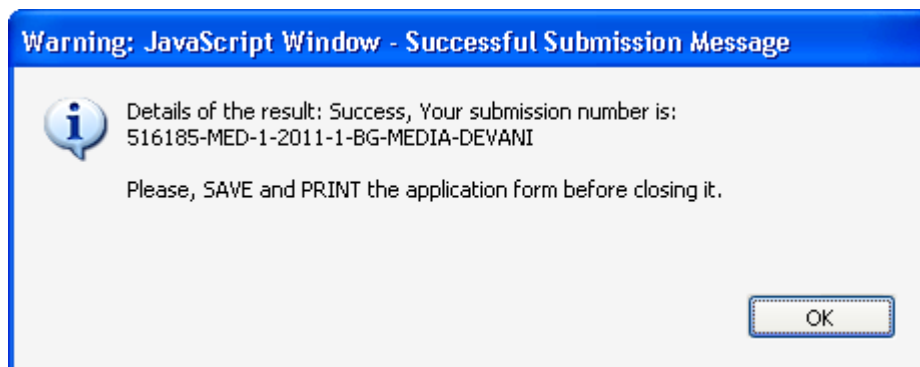 Warning: JavaScript Window - Successful Submission Message
Details of the result: Success, Your submission number is:
516185-MED-1-2011-1-BG-MEDIA-DEVANI
Please, SAVE and PRINT the application form before closing it.
OK